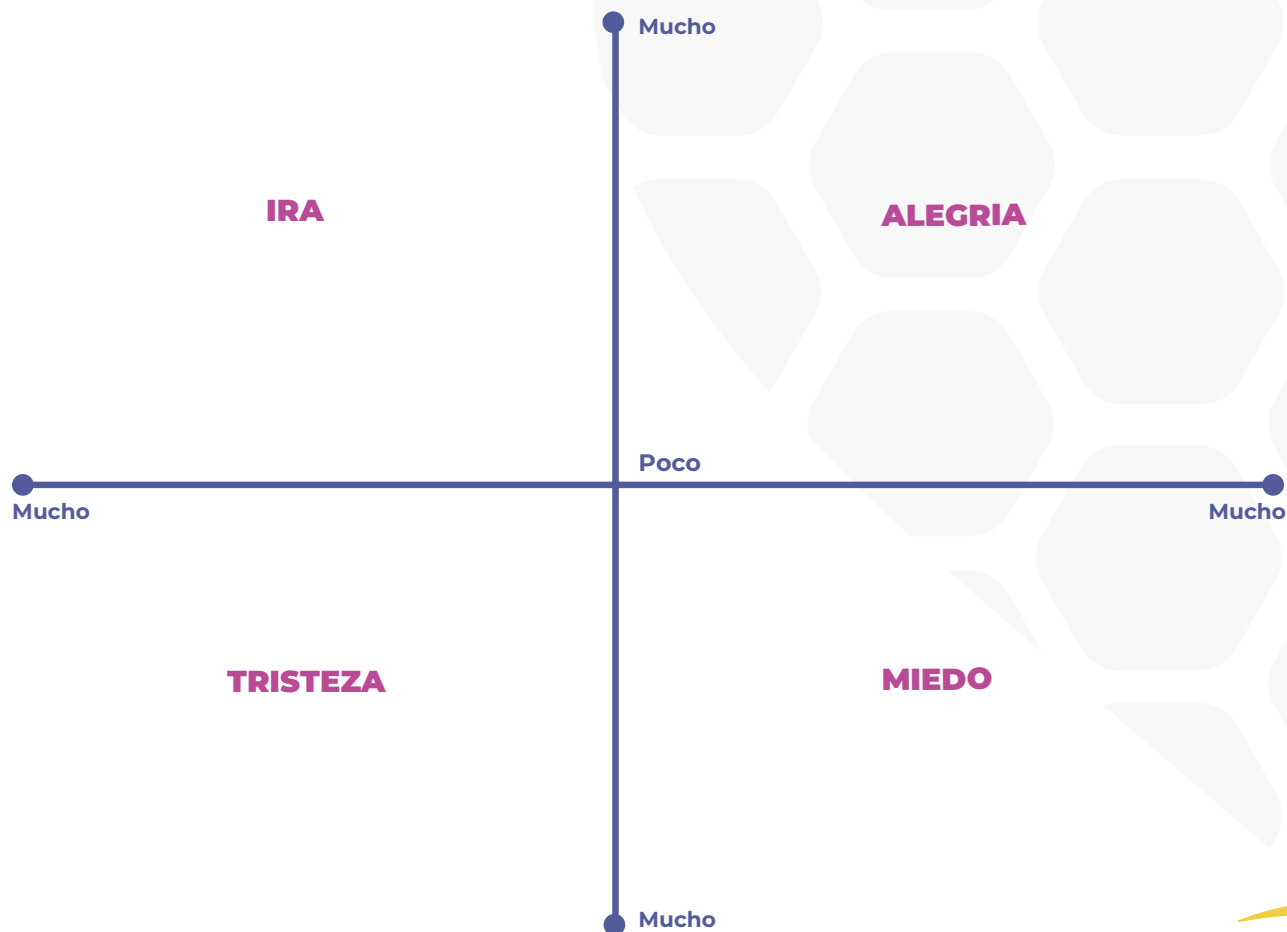 Mucho
IRA
ALEGRIA
Poco
Mucho
Mucho
TRISTEZA
MIEDO
Mucho